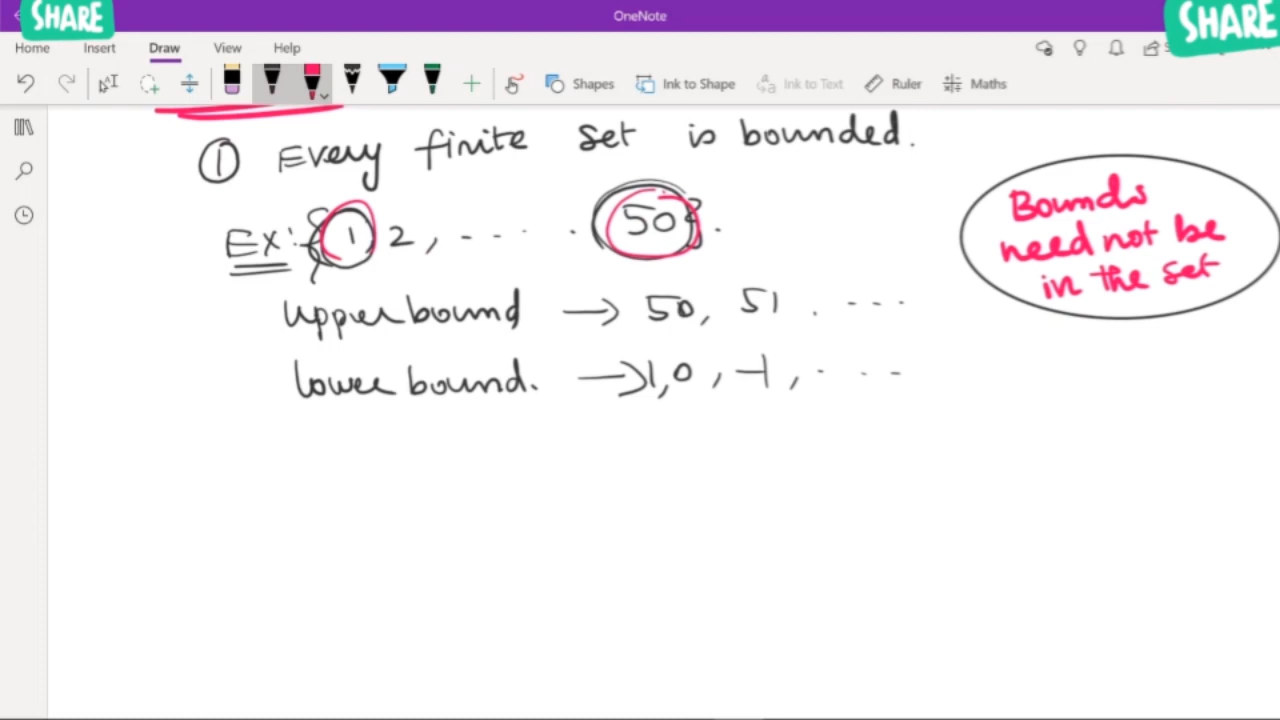 SHARE
OneNote
SHARE
Home Insert Draw View Help
Shapes Ink to Shape Ink to Text Ruler Maths
① Every finite set is bounded.
Ex: {1, 2, ---- . 50}.
Bounds
need not be
in the set
upper bound → 50, 51 . ---
lower bound. → 1, 0, -1, . --